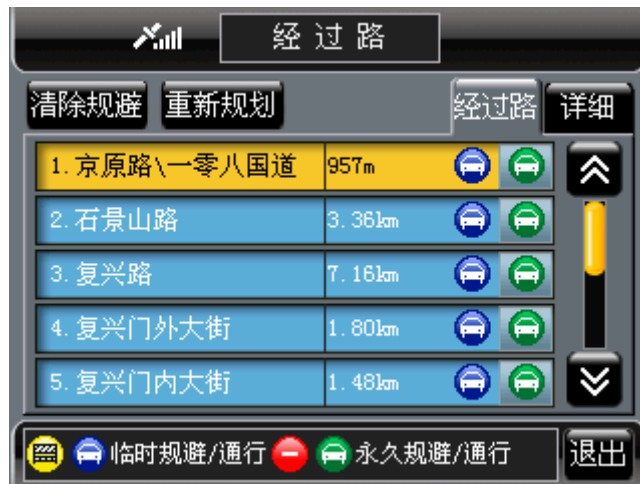 经过路
清除规避 重新规划 经过路 详细
1. 京原路\一零八国道 957m
2. 石景山路 3.36km
3. 复兴路 7.16km
4. 复兴门外大街 1.80km
5. 复兴门内大街 1.48km
临时规避/通行 永久规避/通行 退出